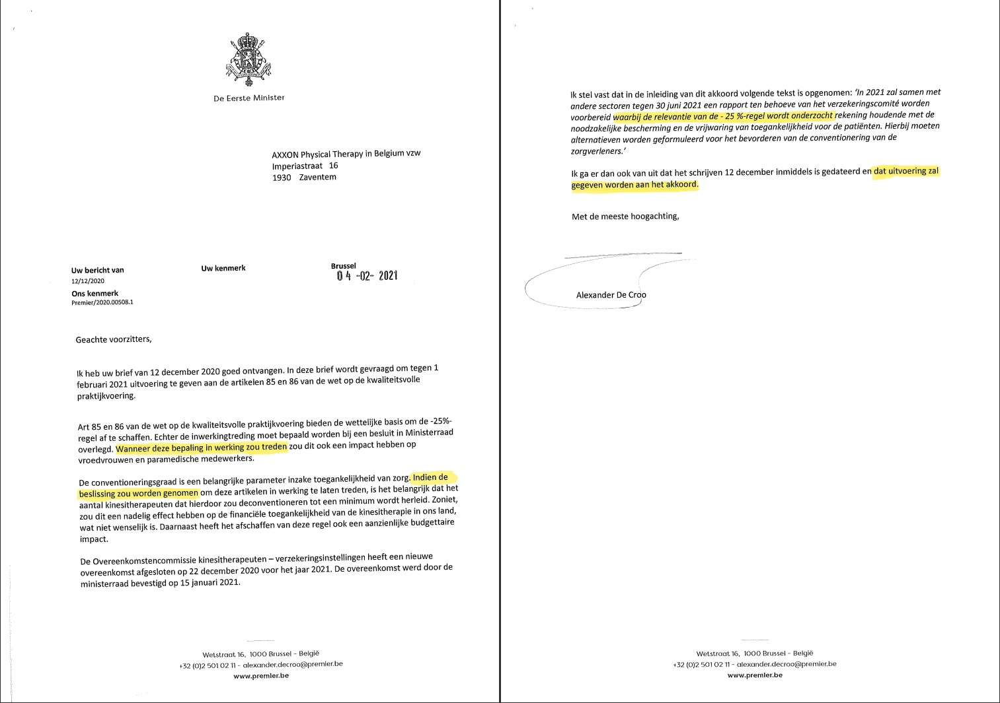 De Eerste Minister
AXXON Physical Therapy in Belgium vzw
Imperiastraat 16
1930 Zaventem
Uw bericht van
12/12/2020
Ons kenmerk
Premier/2020.00508.1
Uw kenmerk
Brussel
04 -02- 2021
Geachte voorzitters,
Ik heb uw brief van 12 december 2020 goed ontvangen. In deze brief wordt gevraagd om tegen 1
februari 2021 uitvoering te geven aan de artikelen 85 en 86 van de wet op de kwaliteitsvolle
praktijkvoering.
Art 85 en 86 van de wet op de kwaliteitsvolle praktijkvoering bieden de wettelijke basis om de -25%-
regel af te schaffen. Echter de inwerkingtreding moet bepaald worden bij een besluit in Ministerraad
overlegd. Wanneer deze bepaling in werking zou treden zou dit ook een impact hebben op
vroedvrouwen en paramedische medewerkers.
De conventioneringsgraad is een belangrijke parameter inzake toegankelijkheid van zorg. Indien de
beslissing zou worden genomen om deze artikelen in werking te laten treden, is het belangrijk dat het
aantal kinesitherapeuten dat hierdoor zou deconventioneren tot een minimum wordt herleid. Zoniet,
zou dit een nadelig effect hebben op de financiële toegankelijkheid van de kinesitherapie in ons land,
wat niet wenselijk is. Daarnaast heeft het afschaffen van deze regel ook een aanzienlijke budgettaire
impact.
De Overeenkomstencommissie kinesitherapeuten – verzekeringsinstellingen heeft een nieuwe
overeenkomst afgesloten op 22 december 2020 voor het jaar 2021. De overeenkomst werd door de
ministerraad bevestigd op 15 januari 2021.
Wetstraat 16, 1000 Brussel – België
+32 (0)2 501 02 11 – alexander.decroo@premier.be
www.premier.be
Ik stel vast dat in de inleiding van dit akkoord volgende tekst is opgenomen: 'In 2021 zal samen met
andere sectoren tegen 30 juni 2021 een rapport ten behoeve van het verzekeringscomité worden
voorbereid waarbij de relevantie van de - 25 %-regel wordt onderzocht rekening houdende met de
noodzakelijke bescherming en de vrijwaring van toegankelijkheid voor de patiënten. Hierbij moeten
alternatieven worden geformuleerd voor het bevorderen van de conventionering van de
zorgverleners.'
Ik ga er dan ook van uit dat het schrijven 12 december inmiddels is gedateerd en dat uitvoering zal
gegeven worden aan het akkoord.
Met de meeste hoogachting,
Alexander De Croo
Wetstraat 16, 1000 Brussel – België
+32 (0)2 501 02 11 – alexander.decroo@premier.be
www.premier.be